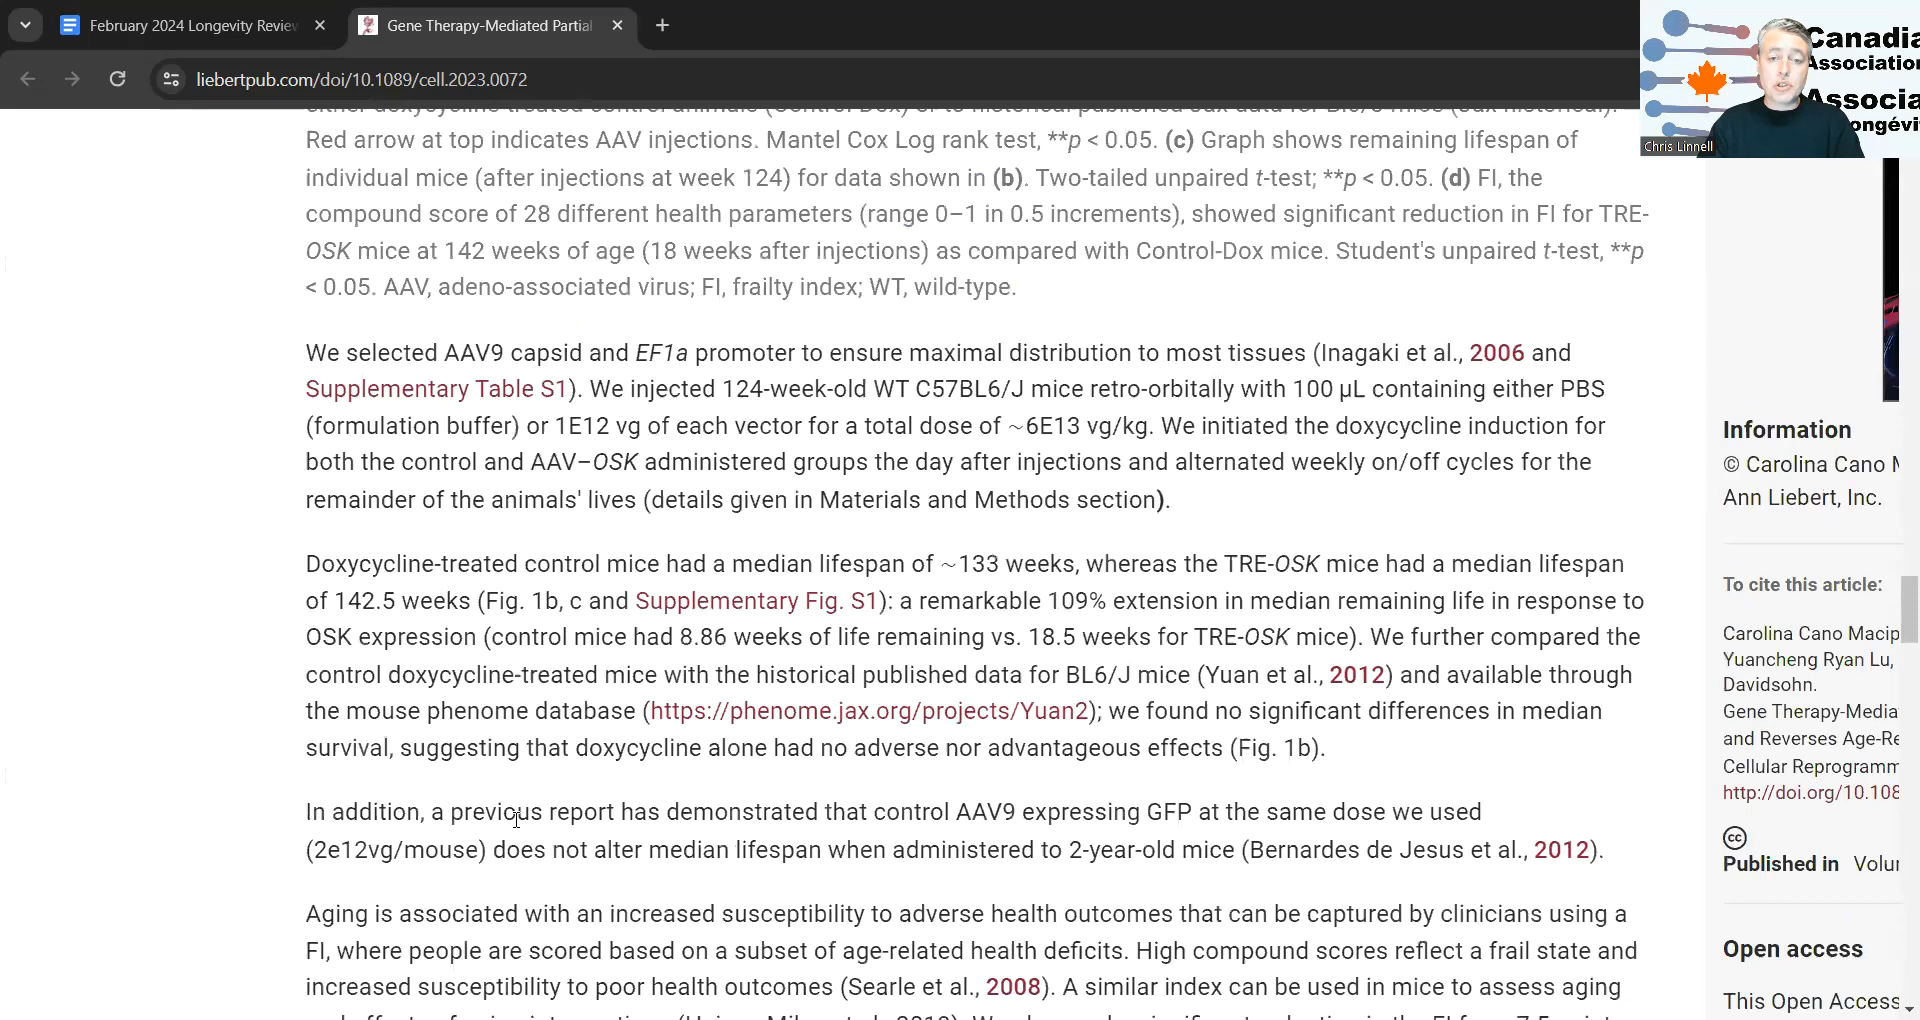 February 2024 Longevity Review
Gene Therapy-Mediated Partial
liebertpub.com/doi/10.1089/cell.2023.0072
Canadia
Association
Associa
ongévi
Chris Linnell
either doxycycline-treated control animals (Control-Dox) or to historical published Jax data for
Red arrow at top indicates AAV injections. Mantel Cox Log rank test, **p < 0.05. (c) Graph shows remaining lifespan of
individual mice (after injections at week 124) for data shown in (b). Two-tailed unpaired t-test; **p < 0.05. (d) FI, the
compound score of 28 different health parameters (range 0–1 in 0.5 increments), showed significant reduction in FI for TRE-
OSK mice at 142 weeks of age (18 weeks after injections) as compared with Control-Dox mice. Student's unpaired t-test, **p
< 0.05. AAV, adeno-associated virus; FI, frailty index; WT, wild-type.
We selected AAV9 capsid and EF1a promoter to ensure maximal distribution to most tissues (Inagaki et al., 2006 and
Supplementary Table S1). We injected 124-week-old WT C57BL6/J mice retro-orbitally with 100 μL containing either PBS
(formulation buffer) or 1E12 vg of each vector for a total dose of ~6E13 vg/kg. We initiated the doxycycline induction for
both the control and AAV–OSK administered groups the day after injections and alternated weekly on/off cycles for the
remainder of the animals' lives (details given in Materials and Methods section).
Doxycycline-treated control mice had a median lifespan of ~133 weeks, whereas the TRE-OSK mice had a median lifespan
of 142.5 weeks (Fig. 1b, c and Supplementary Fig. S1): a remarkable 109% extension in median remaining life in response to
OSK expression (control mice had 8.86 weeks of life remaining vs. 18.5 weeks for TRE-OSK mice). We further compared the
control doxycycline-treated mice with the historical published data for BL6/J mice (Yuan et al., 2012) and available through
the mouse phenome database (https://phenome.jax.org/projects/Yuan2); we found no significant differences in median
survival, suggesting that doxycycline alone had no adverse nor advantageous effects (Fig. 1b).
In addition, a previous report has demonstrated that control AAV9 expressing GFP at the same dose we used
(2e12vg/mouse) does not alter median lifespan when administered to 2-year-old mice (Bernardes de Jesus et al., 2012).
Aging is associated with an increased susceptibility to adverse health outcomes that can be captured by clinicians using a
FI, where people are scored based on a subset of age-related health deficits. High compound scores reflect a frail state and
increased susceptibility to poor health outcomes (Searle et al., 2008). A similar index can be used in mice to assess aging
Information
© Carolina Cano M
Ann Liebert, Inc.
To cite this article:
Carolina Cano Macip
Yuancheng Ryan Lu,
Davidsohn.
Gene Therapy-Media
and Reverses Age-Re
Cellular Reprogramm
http://doi.org/10.108
cc
Published in Volu
Open access
This Open Access